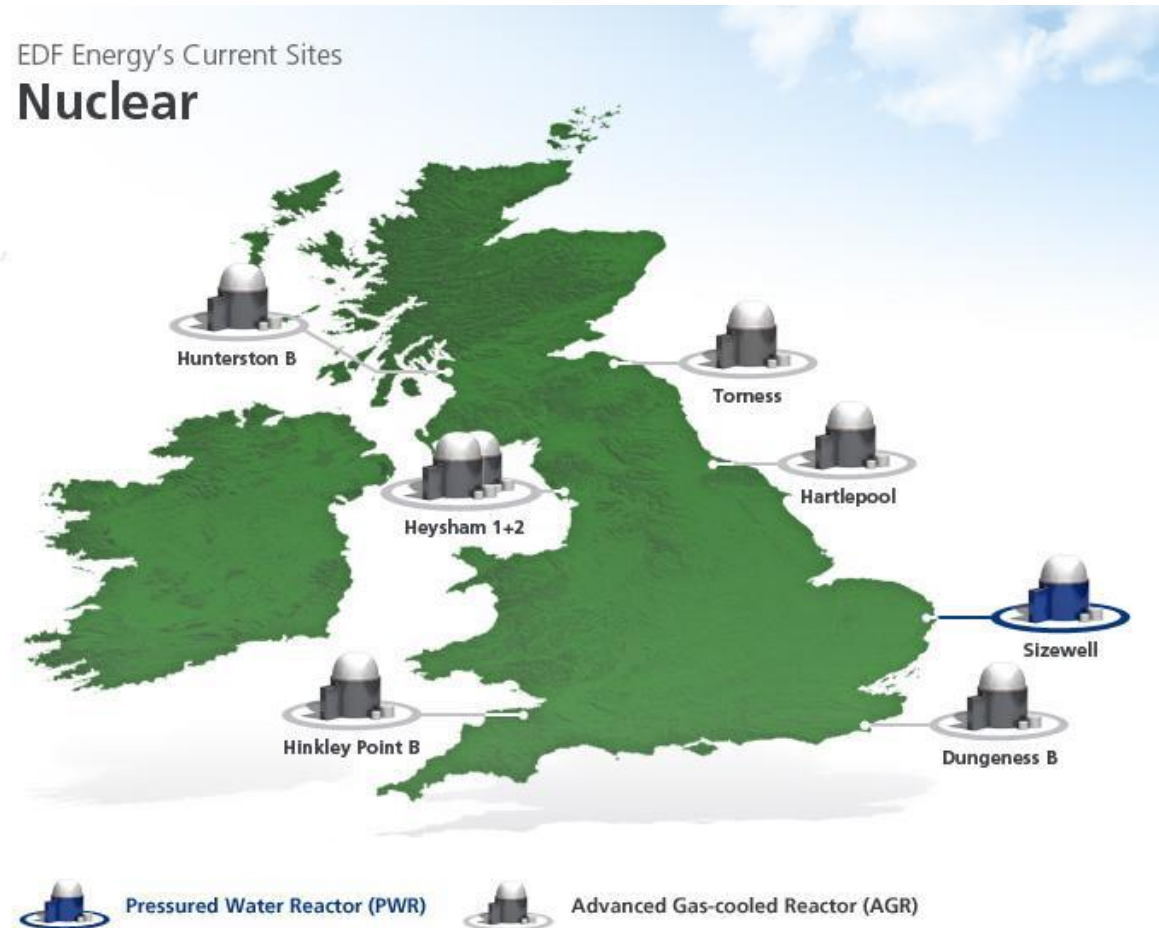 EDF Energy's Current Sites
Nuclear
Hunterston B
Torness
Hartlepool
Heysham 1+2
Sizewell
Hinkley Point B
Dungeness B
Pressured Water Reactor (PWR)
Advanced Gas-cooled Reactor (AGR)